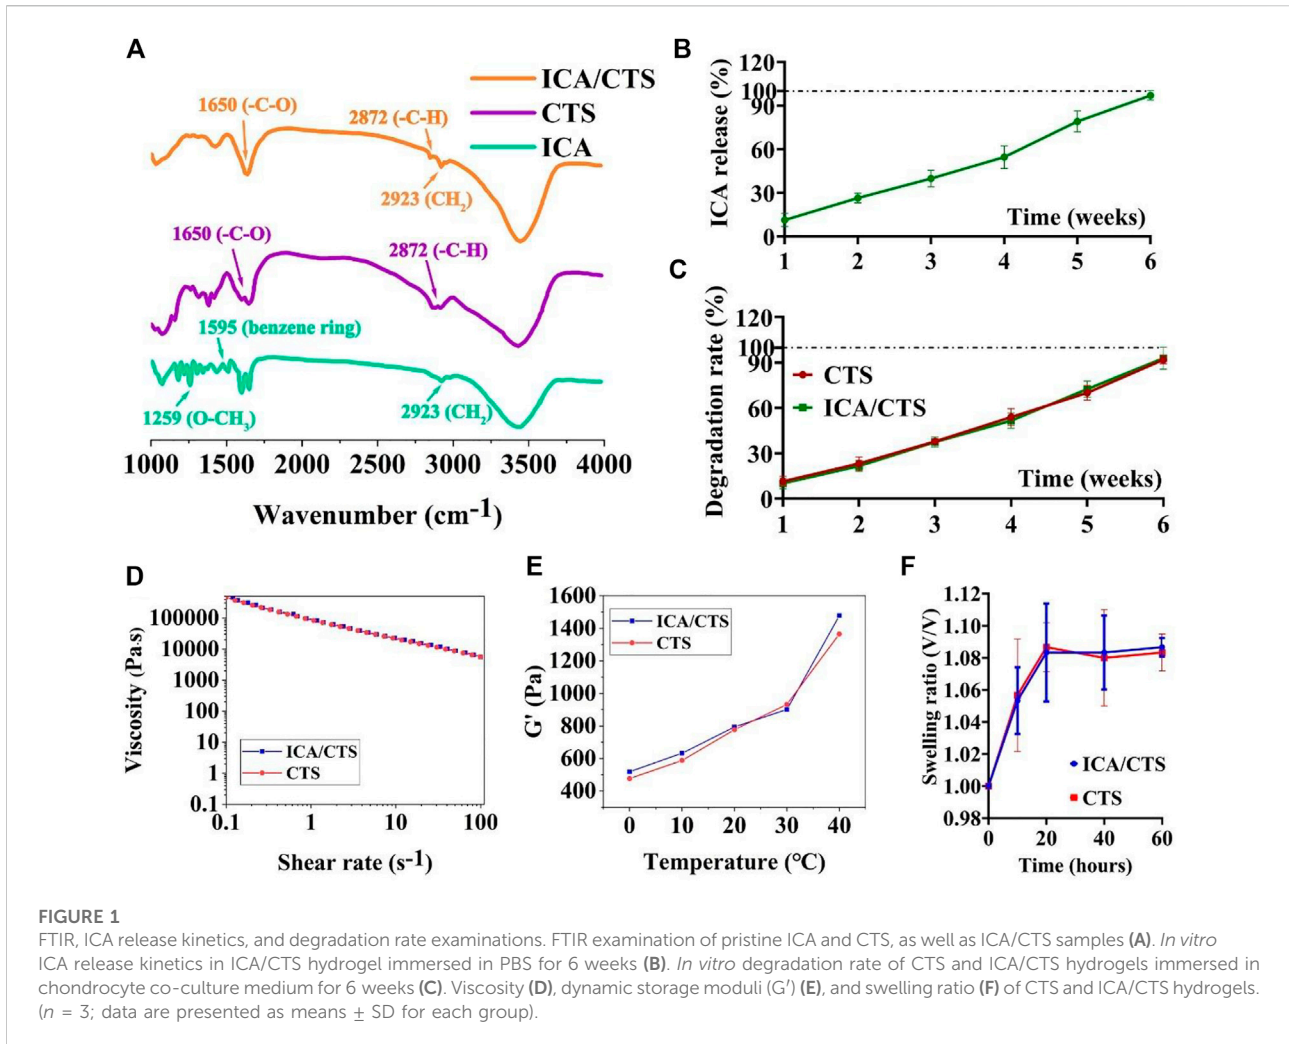 A
ICA/CTS
CTS
ICA
1650 (-C-O)
2872 (-C-H)
2923 (CH2)
1650 (-C-O)
2872 (-C-H)
1595 (benzene ring)
1259 (O-CH3)
2923 (CH2)
1000 1500 2000 2500 3000 3500 4000
Wavenumber (cm-1)
B
ICA release (%)
120
100
90
60
30
0
Time (weeks)
1 2 3 4 5 6
C
Degradation rate (%)
120
100
90
60
30
0
CTS
ICA/CTS
Time (weeks)
1 2 3 4 5 6
D
Viscosity (Pa·s)
100000
10000
1000
100
10
1
0.1
ICA/CTS
CTS
0.1 1 10 100
Shear rate (s-1)
E
G' (Pa)
1600
1400
1200
1000
800
600
400
ICA/CTS
CTS
0 10 20 30 40
Temperature (°C)
F
Swelling ratio (V/V)
1.12
1.10
1.08
1.06
1.04
1.02
1.00
0.98
ICA/CTS
CTS
0 20 40 60
Time (hours)
FIGURE 1
FTIR, ICA release kinetics, and degradation rate examinations. FTIR examination of pristine ICA and CTS, as well as ICA/CTS samples (A). In vitro
ICA release kinetics in ICA/CTS hydrogel immersed in PBS for 6 weeks (B). In vitro degradation rate of CTS and ICA/CTS hydrogels immersed in
chondrocyte co-culture medium for 6 weeks (C). Viscosity (D), dynamic storage moduli (G′) (E), and swelling ratio (F) of CTS and ICA/CTS hydrogels.
(n = 3; data are presented as means ± SD for each group).